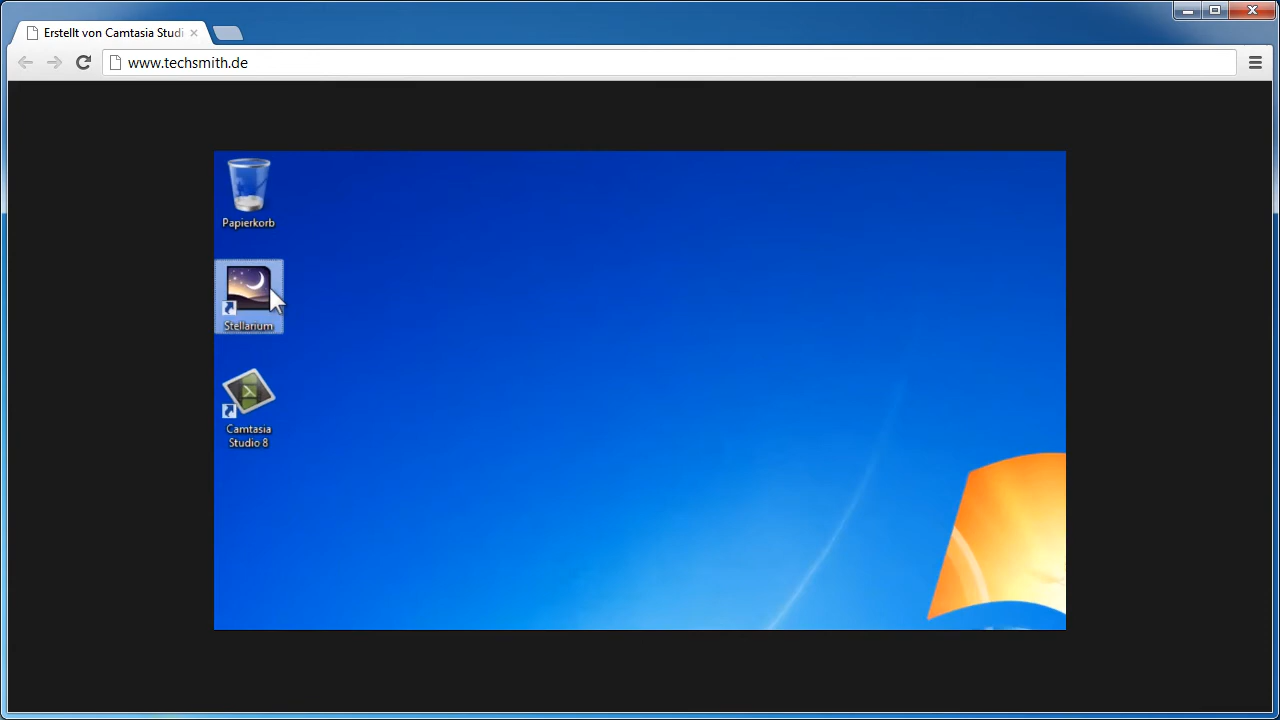 Erstellt von Camtasia Studi
www.techsmith.de
Papierkorb
Stellarium
Camtasia
Studio 8